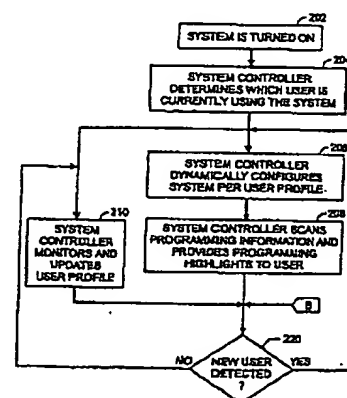 202
SYSTEM IS TURNED ON
204
SYSTEM CONTROLLER
DETERMINES WHICH USER IS
CURRENTLY USING THE SYSTEM
206
SYSTEM CONTROLLER
DYNAMICALLY CONFIGURES
SYSTEM PER USER PROFILE
210
SYSTEM
CONTROLLER
MONITORS AND
UPDATES
USER PROFILE
208
SYSTEM CONTROLLER SCANS
PROGRAMMING INFORMATION AND
PROVIDES PROGRAMMING
HIGHLIGHTS TO USER
B
220
NO
NEW USER
DETECTED
?
YES